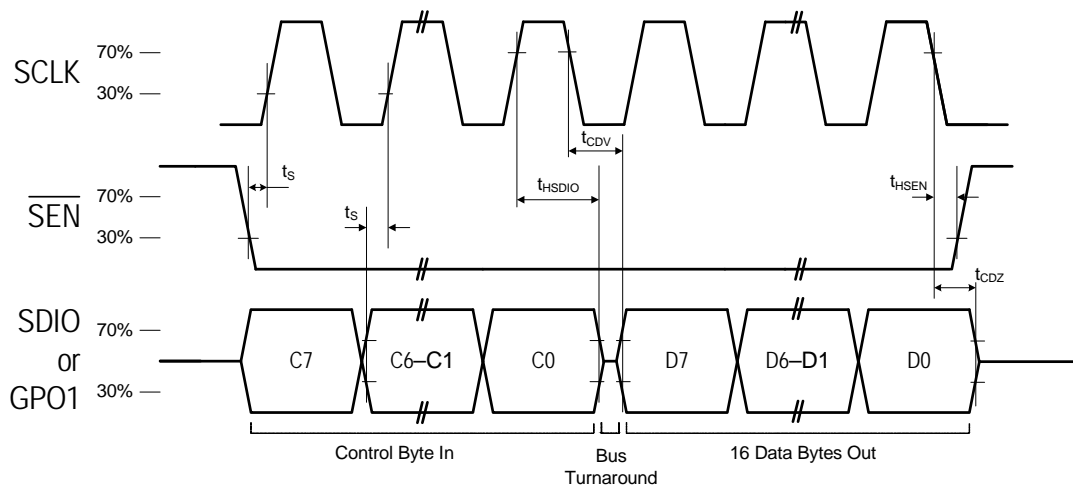 SCLK
70%
30%
tCDV
tS
tHSDIO
tHSEN
SEN
70%
30%
tS
tCDZ
SDIO
or
GPO1
70%
30%
C7
C6–C1
C0
D7
D6–D1
D0
Control Byte In
Bus
Turnaround
16 Data Bytes Out